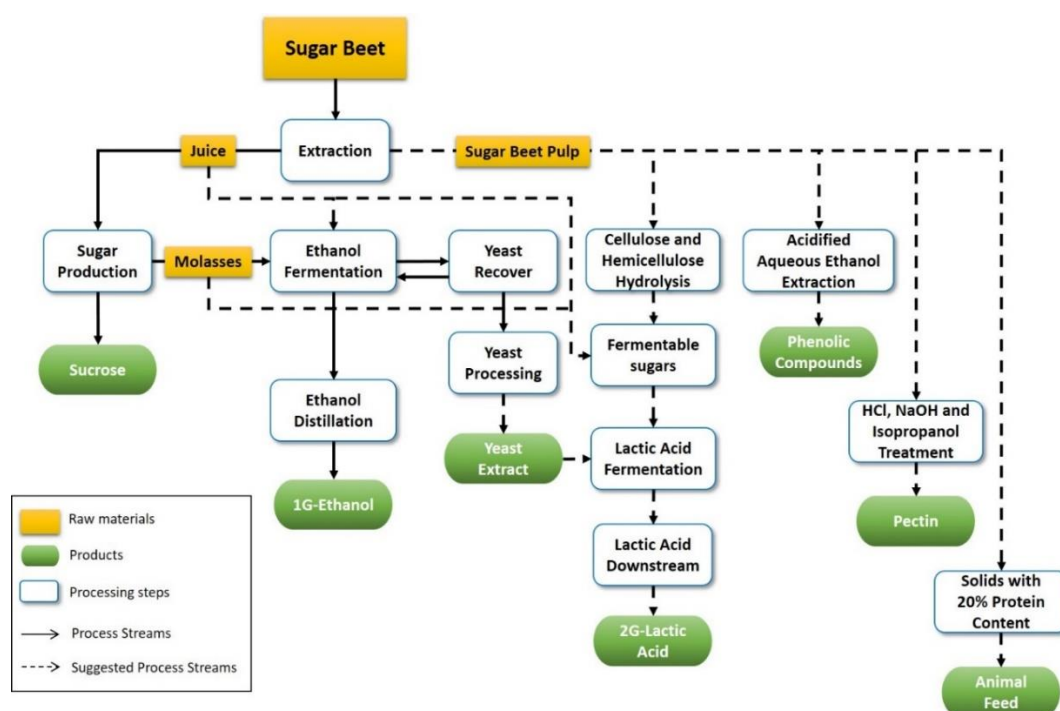 Sugar Beet
Juice
Extraction
Sugar Beet Pulp
Sugar
Production
Molasses
Ethanol
Fermentation
Yeast
Recover
Cellulose and
Hemicellulose
Hydrolysis
Acidified
Aqueous Ethanol
Extraction
Sucrose
Yeast
Processing
Fermentable
sugars
Phenolic
Compounds
Ethanol
Distillation
HCl, NaOH and
Isopropanol
Treatment
Yeast
Extract
Lactic Acid
Fermentation
1G-Ethanol
Pectin
Lactic Acid
Downstream
Solids with
20% Protein
Content
2G-Lactic
Acid
Animal
Feed
Raw materials
Products
Processing steps
Process Streams
Suggested Process Streams